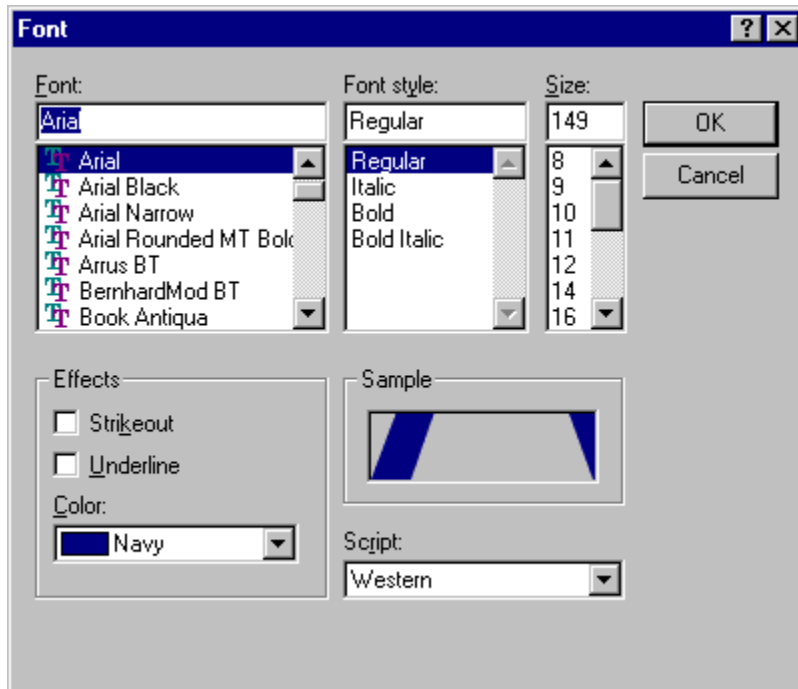 Font
Font:
Arial
Arial
Arial Black
Arial Narrow
Arial Rounded MT Bold
Arrus BT
BernhardMod BT
Book Antiqua
Font style:
Regular
Regular
Italic
Bold
Bold Italic
Size:
149
8
9
10
11
12
14
16
OK
Cancel
Effects
Strikeout
Underline
Color:
Navy
Sample
Script:
Western